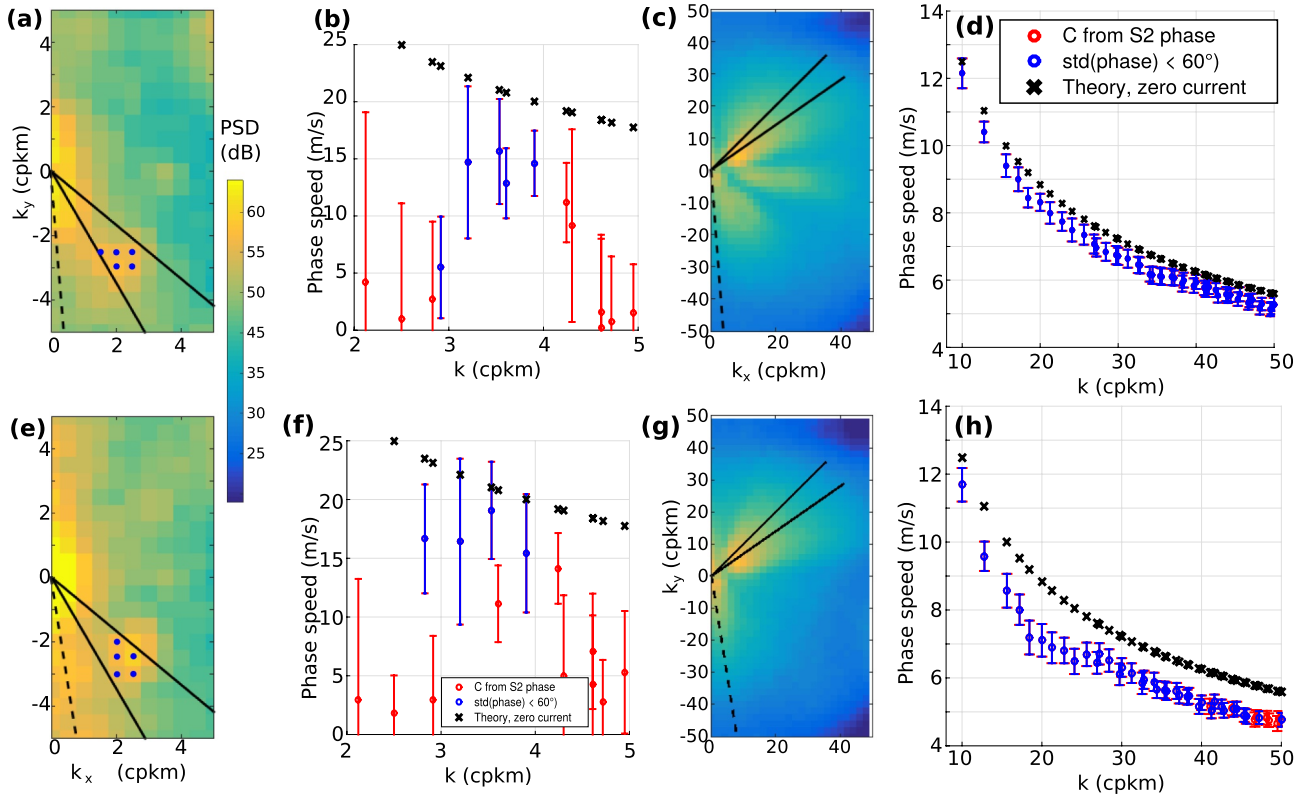 (a)
4
2
0
-2
-4
k_y (cpkm)
0 2 4
PSD
(dB)
60
55
50
45
40
35
30
25
(b)
25
20
15
10
5
0
Phase speed (m/s)
2 3 4 5
k (cpkm)
(c)
50
40
30
20
10
0
-10
-20
-30
-40
-50
0 20 40
k_x (cpkm)
(d)
C from S2 phase
std(phase) < 60°)
Theory, zero current
14
12
10
8
6
4
Phase speed (m/s)
10 20 30 40 50
k (cpkm)
(e)
4
2
0
-2
-4
0 2 4
k_x (cpkm)
(f)
25
20
15
10
5
0
Phase speed (m/s)
C from S2 phase
std(phase) < 60°)
Theory, zero current
2 3 4 5
k (cpkm)
(g)
50
40
30
20
10
0
-10
-20
-30
-40
-50
k_y (cpkm)
0 20 40
(h)
14
12
10
8
6
4
Phase speed (m/s)
10 20 30 40 50
k (cpkm)